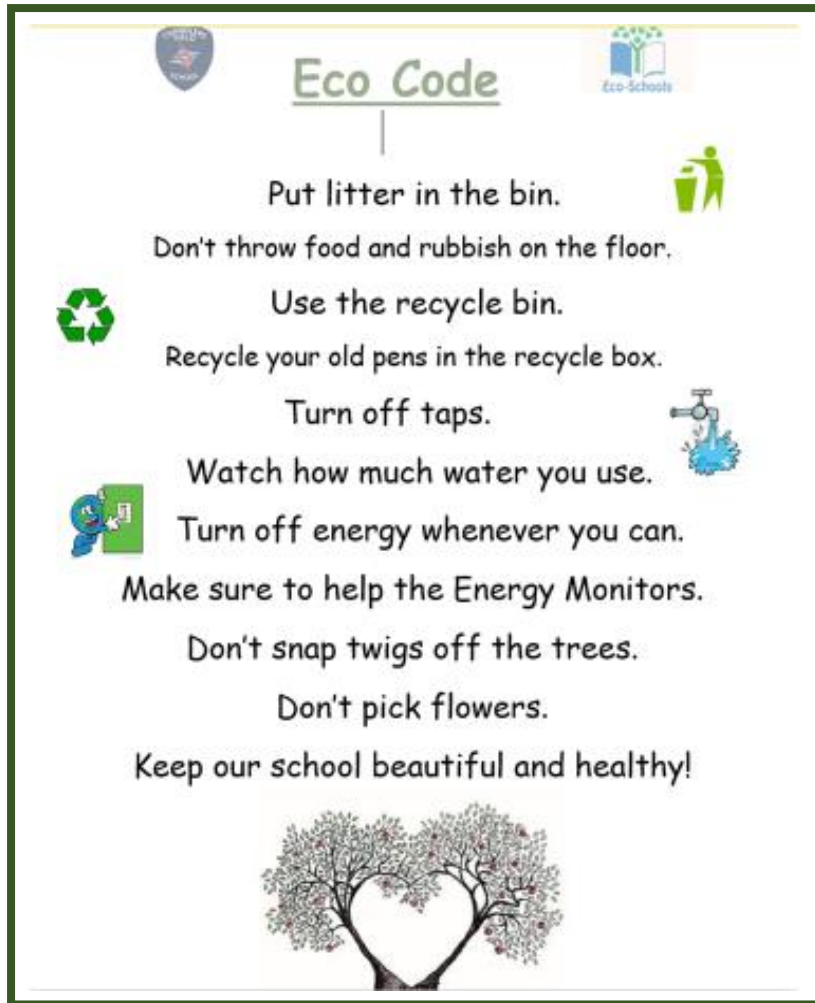 SCHOOL
Eco Code
Eco-Schools
Put litter in the bin.
Don't throw food and rubbish on the floor.
Use the recycle bin.
Recycle your old pens in the recycle box.
Turn off taps.
Watch how much water you use.
Turn off energy whenever you can.
Make sure to help the Energy Monitors.
Don't snap twigs off the trees.
Don't pick flowers.
Keep our school beautiful and healthy!